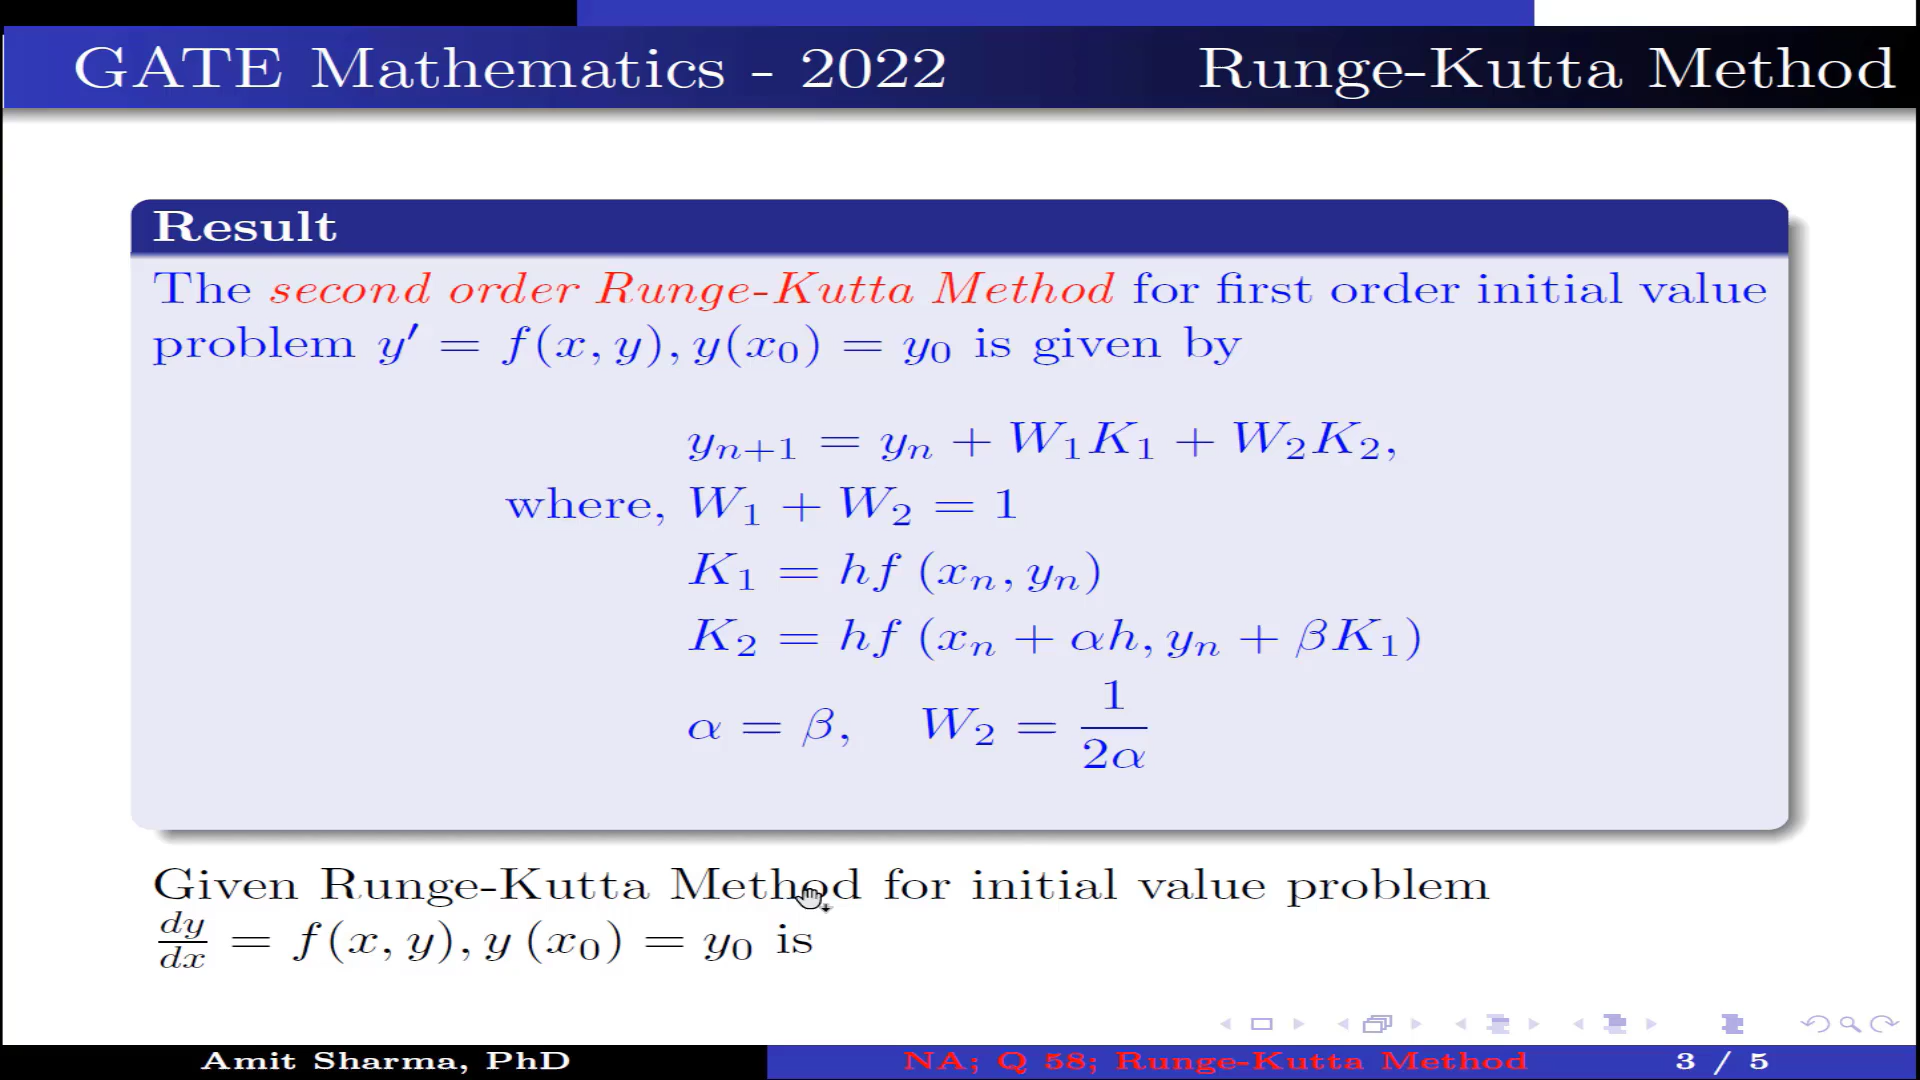 GATE Mathematics - 2022 Runge-Kutta Method
Result
The second order Runge-Kutta Method for first order initial value
problem y′ = f(x, y), y(x₀) = y₀ is given by
yₙ₊₁ = yₙ + W₁K₁ + W₂K₂,
where, W₁ + W₂ = 1
K₁ = hf (xₙ, yₙ)
K₂ = hf (xₙ + αh, yₙ + βK₁)
α = β, W₂ = 1/2α
Given Runge-Kutta Method for initial value problem
dy/dx = f(x, y), y (x₀) = y₀ is
Amit Sharma, PhD NA; Q 58; Runge-Kutta Method 3 / 5